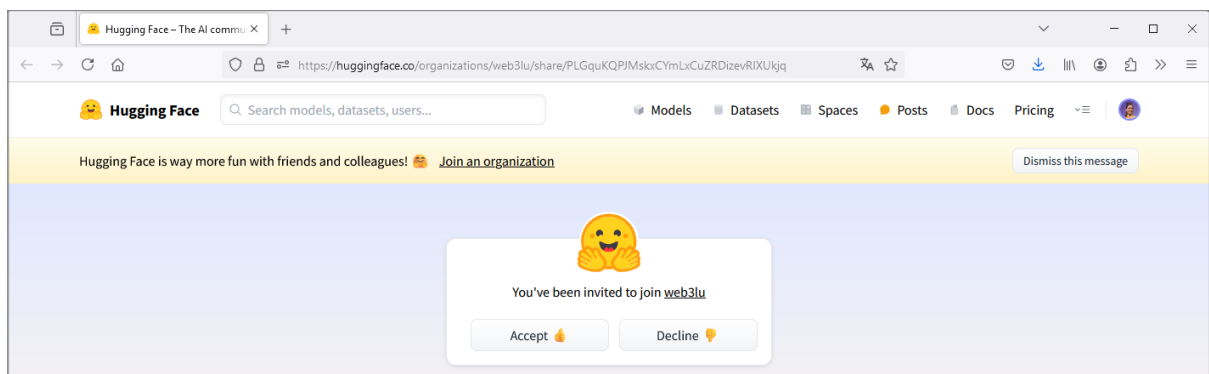 Hugging Face – The AI commu
https://huggingface.co/organizations/web3lu/share/PLGquKQPJMskxCYmLxCuZRDizevRIXUkjq
Hugging Face
Search models, datasets, users...
Models
Datasets
Spaces
Posts
Docs
Pricing
Hugging Face is way more fun with friends and colleagues! 🤗 Join an organization
Dismiss this message
You've been invited to join web3lu
Accept 👍
Decline 👎